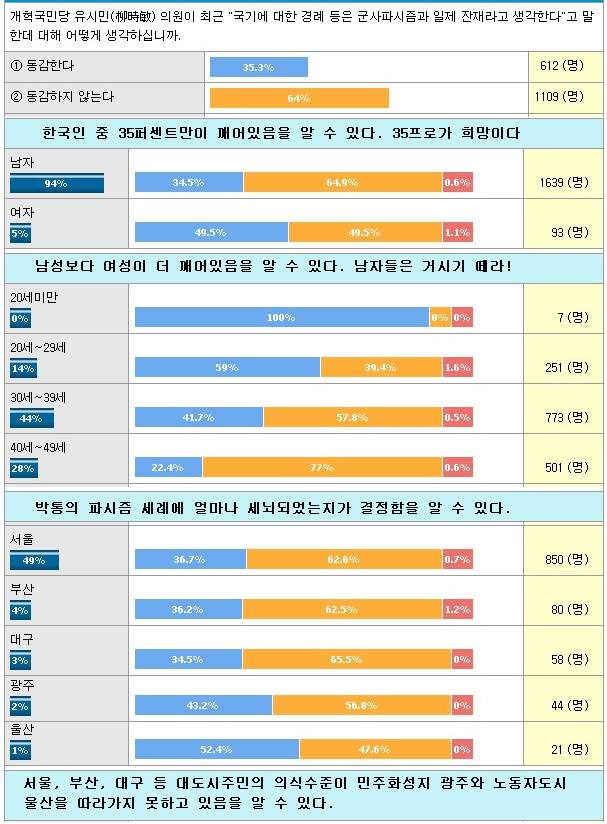 개혁국민당 유시민(柳時敏) 의원이 최근 "국기에 대한 경례 등은 군사파시즘과 일제 잔재라고 생각한다"고 말
한데 대해 어떻게 생각하십니까.
① 동감한다 35.3% 612 (명)
② 동감하지 않는다 64% 1109 (명)
한국인 중 35퍼센트만이 깨어있음을 알 수 있다. 35프로가 희망이다
남자
94% 34.5% 64.9% 0.6% 1639 (명)
여자
5% 49.5% 49.5% 1.1% 93 (명)
남성보다 여성이 더 깨어있음을 알 수 있다. 남자들은 거시기 떼라!
20세미만
0% 100% 0% 0% 7 (명)
20세~29세
14% 59% 39.4% 1.6% 251 (명)
30세~39세
44% 41.7% 57.8% 0.5% 773 (명)
40세~49세
28% 22.4% 77% 0.6% 501 (명)
박통의 파시즘 세례에 얼마나 세뇌되었는지가 결정함을 알 수 있다.
서울
49% 36.7% 62.6% 0.7% 850 (명)
부산
4% 36.2% 62.5% 1.2% 80 (명)
대구
3% 34.5% 65.5% 0% 58 (명)
광주
2% 43.2% 56.8% 0% 44 (명)
울산
1% 52.4% 47.6% 0% 21 (명)
서울, 부산, 대구 등 대도시주민의 의식수준이 민주화성지 광주와 노동자도시
울산을 따라가지 못하고 있음을 알 수 있다.